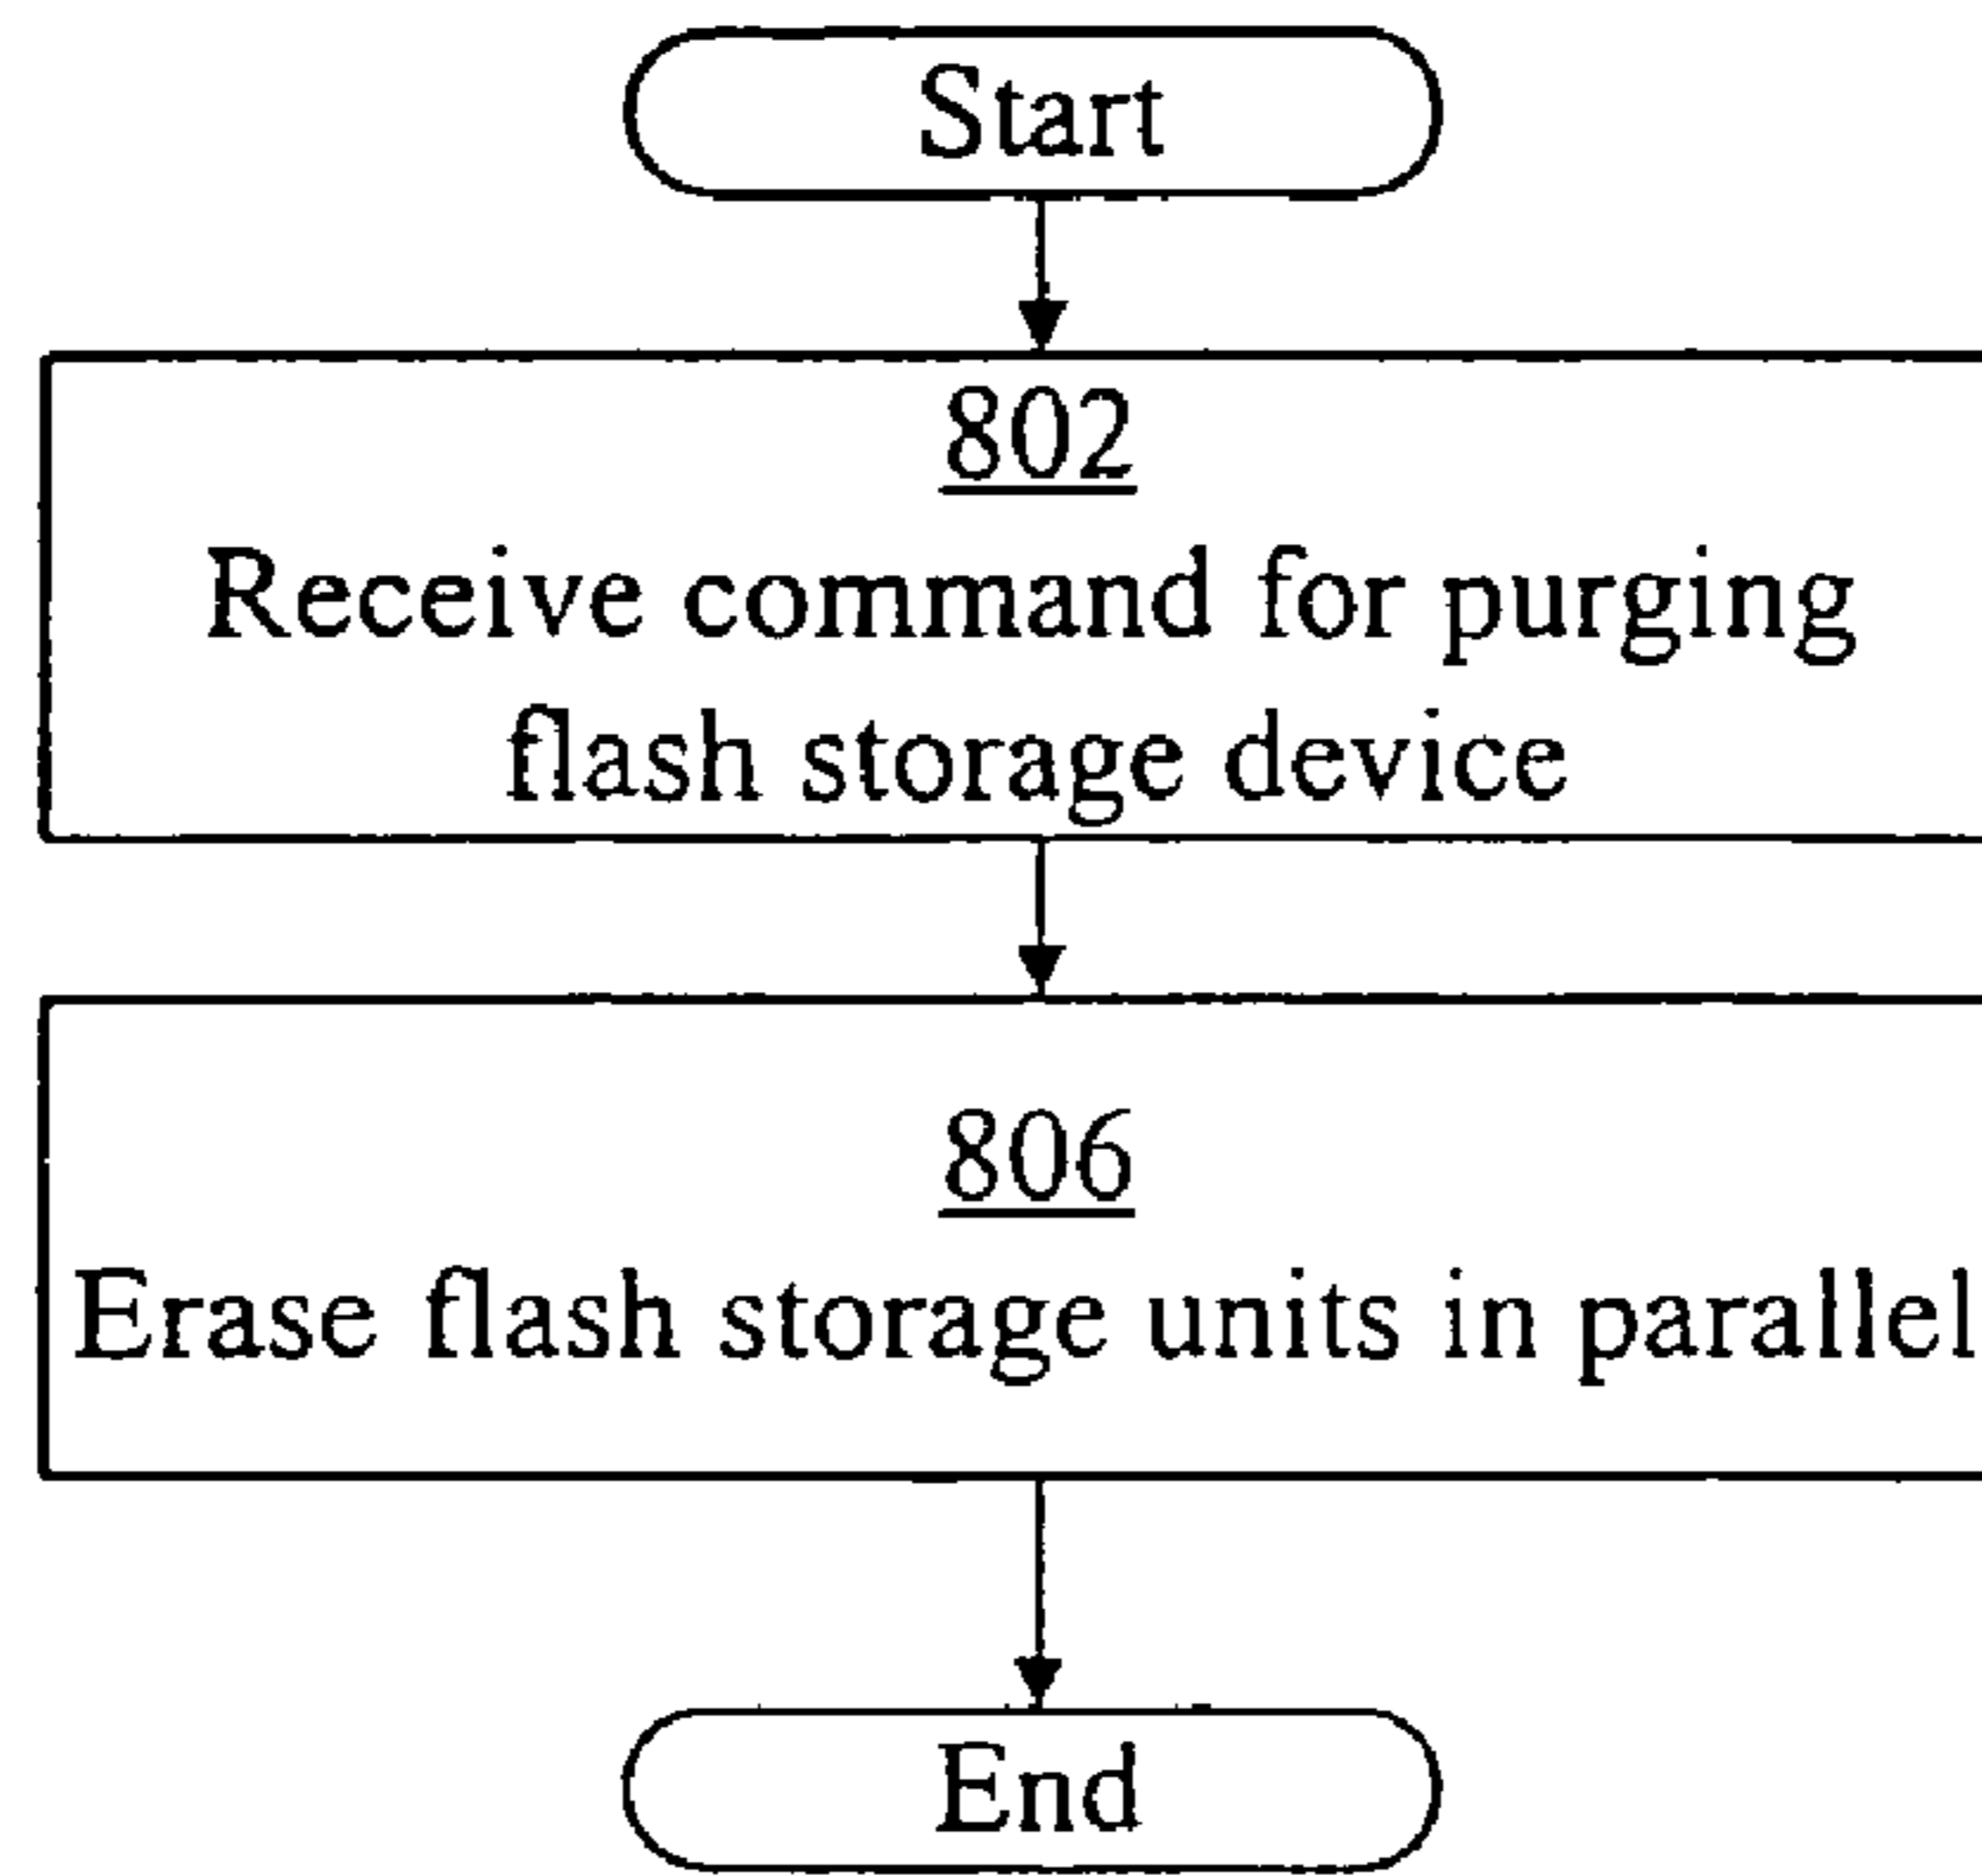 Start
802
Receive command for purging
flash storage device
806
Erase flash storage units in parallel
End